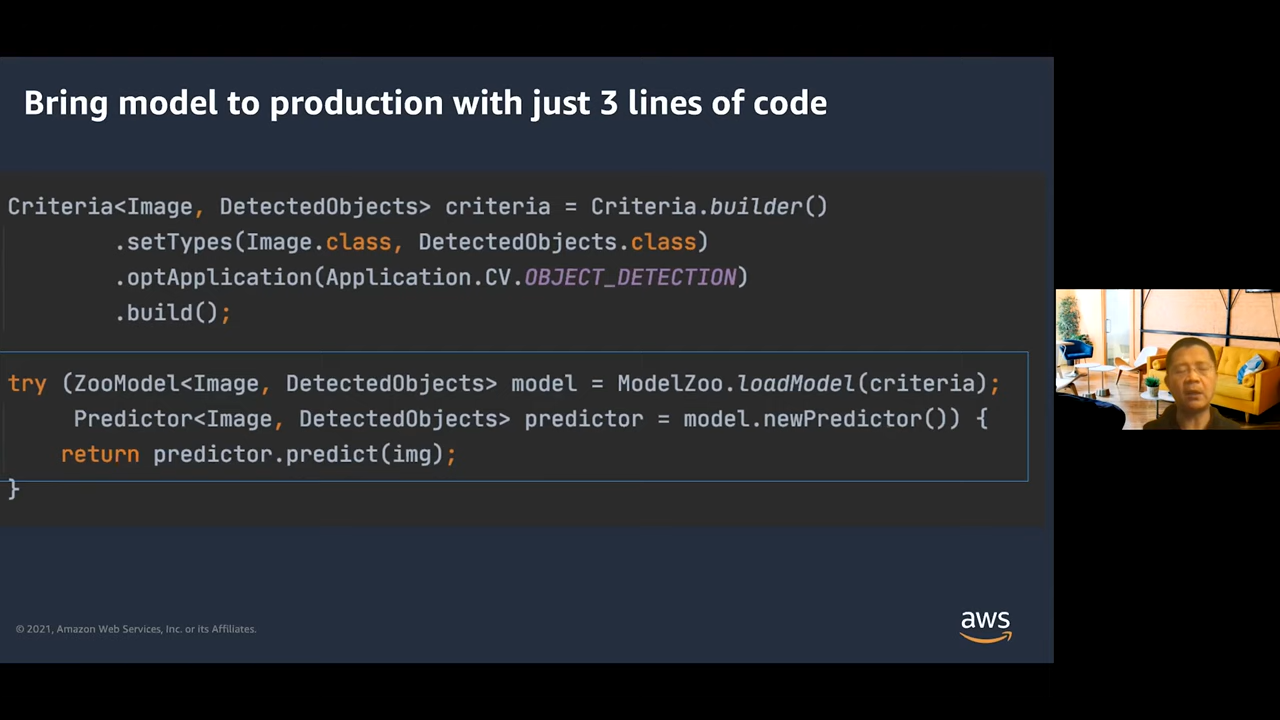 Bring model to production with just 3 lines of code
Criteria<Image, DetectedObjects> criteria = Criteria.builder()
.setTypes(Image.class, DetectedObjects.class)
.optApplication(Application.CV.OBJECT_DETECTION)
.build();
try (ZooModel<Image, DetectedObjects> model = ModelZoo.loadModel(criteria);
Predictor<Image, DetectedObjects> predictor = model.newPredictor()) {
return predictor.predict(img);
}
© 2021, Amazon Web Services, Inc. or its Affiliates.
aws